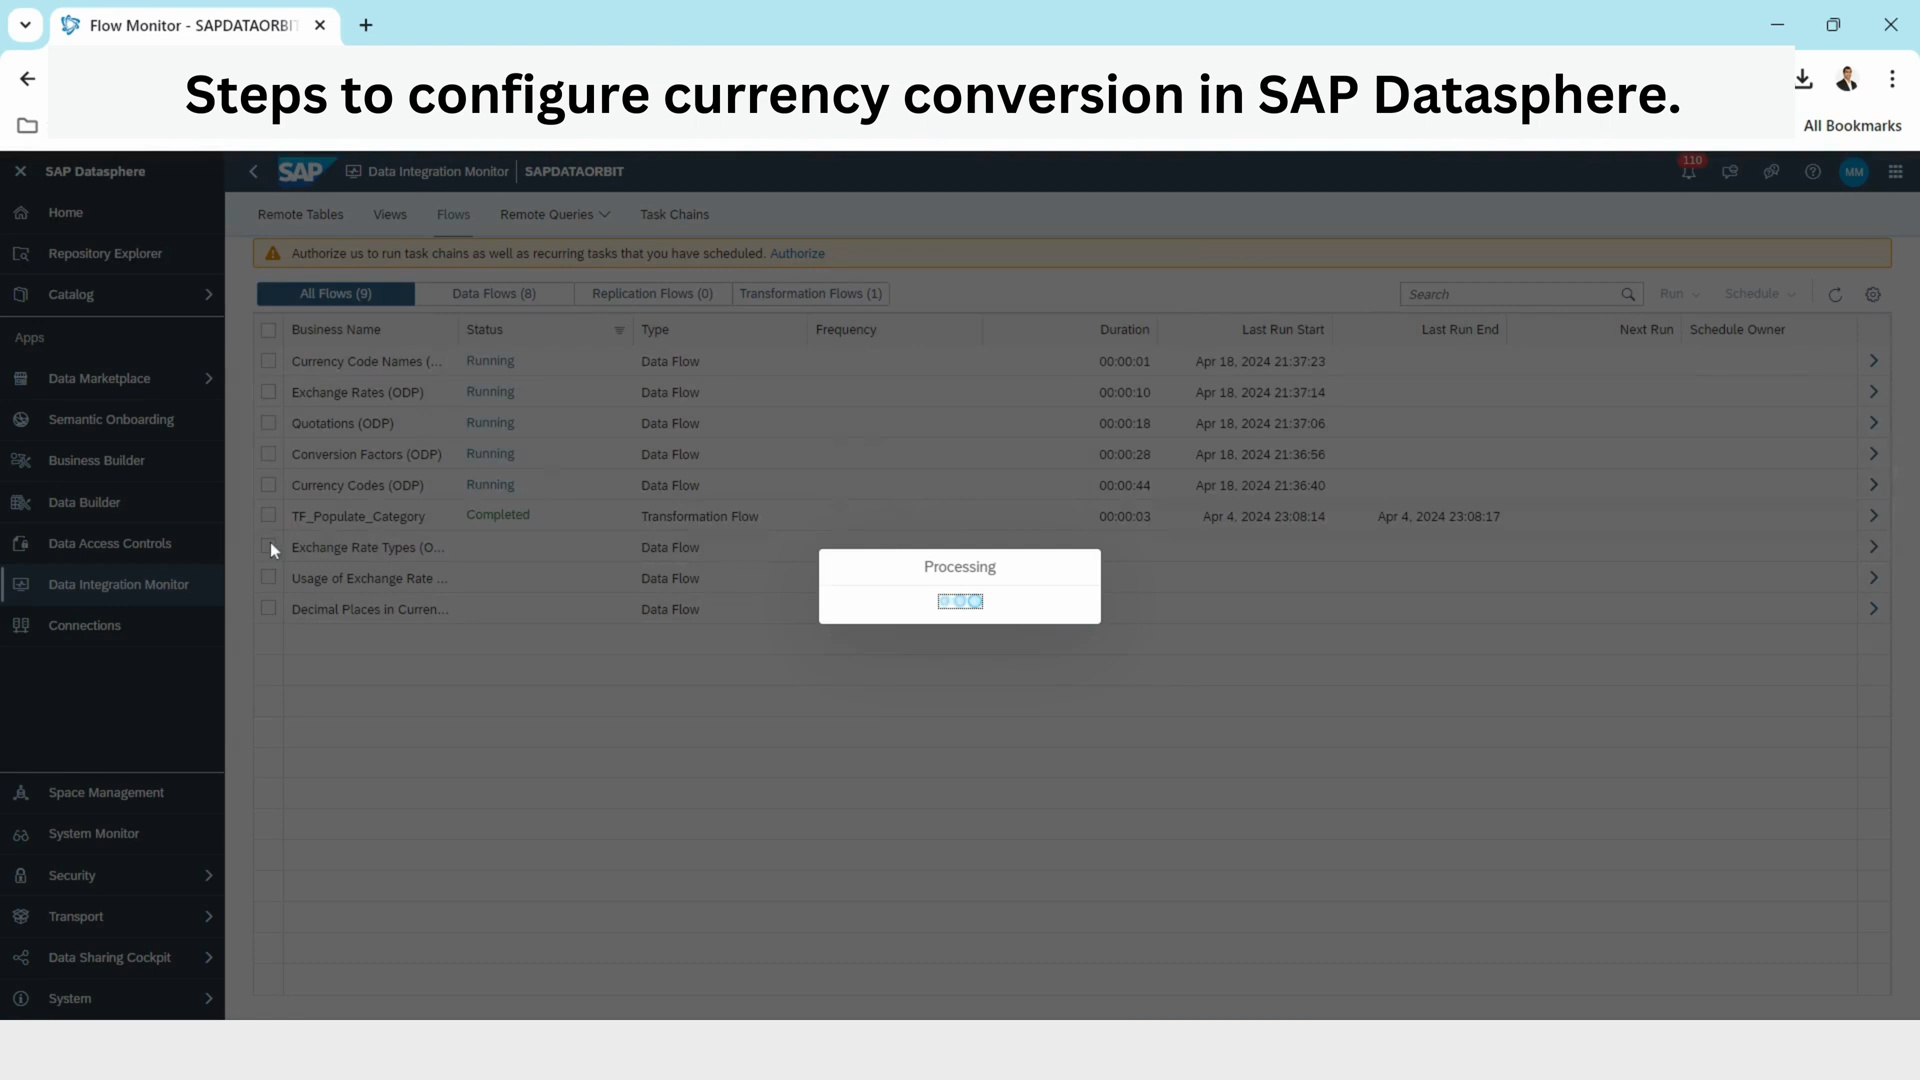 Flow Monitor - SAPDATAORBIT
Steps to configure currency conversion in SAP Datasphere.
All Bookmarks
SAP Datasphere
SAP
Data Integration Monitor
SAPDATAORBIT
110
MM
Home
Repository Explorer
Catalog
Apps
Data Marketplace
Semantic Onboarding
Business Builder
Data Builder
Data Access Controls
Data Integration Monitor
Connections
Space Management
System Monitor
Security
Transport
Data Sharing Cockpit
System
Remote Tables Views Flows Remote Queries Task Chains
Authorize us to run task chains as well as recurring tasks that you have scheduled. Authorize
All Flows (9) Data Flows (8) Replication Flows (0) Transformation Flows (1) Search Run Schedule
Business Name Status Type Frequency Duration Last Run Start Last Run End Next Run Schedule Owner
Currency Code Names (... Running Data Flow 00:00:01 Apr 18, 2024 21:37:23
Exchange Rates (ODP) Running Data Flow 00:00:10 Apr 18, 2024 21:37:14
Quotations (ODP) Running Data Flow 00:00:18 Apr 18, 2024 21:37:06
Conversion Factors (ODP) Running Data Flow 00:00:28 Apr 18, 2024 21:36:56
Currency Codes (ODP) Running Data Flow 00:00:44 Apr 18, 2024 21:36:40
TF_Populate_Category Completed Transformation Flow 00:00:03 Apr 4, 2024 23:08:14 Apr 4, 2024 23:08:17
Exchange Rate Types (O... Data Flow
Usage of Exchange Rate ... Data Flow
Decimal Places in Curren... Data Flow
Processing